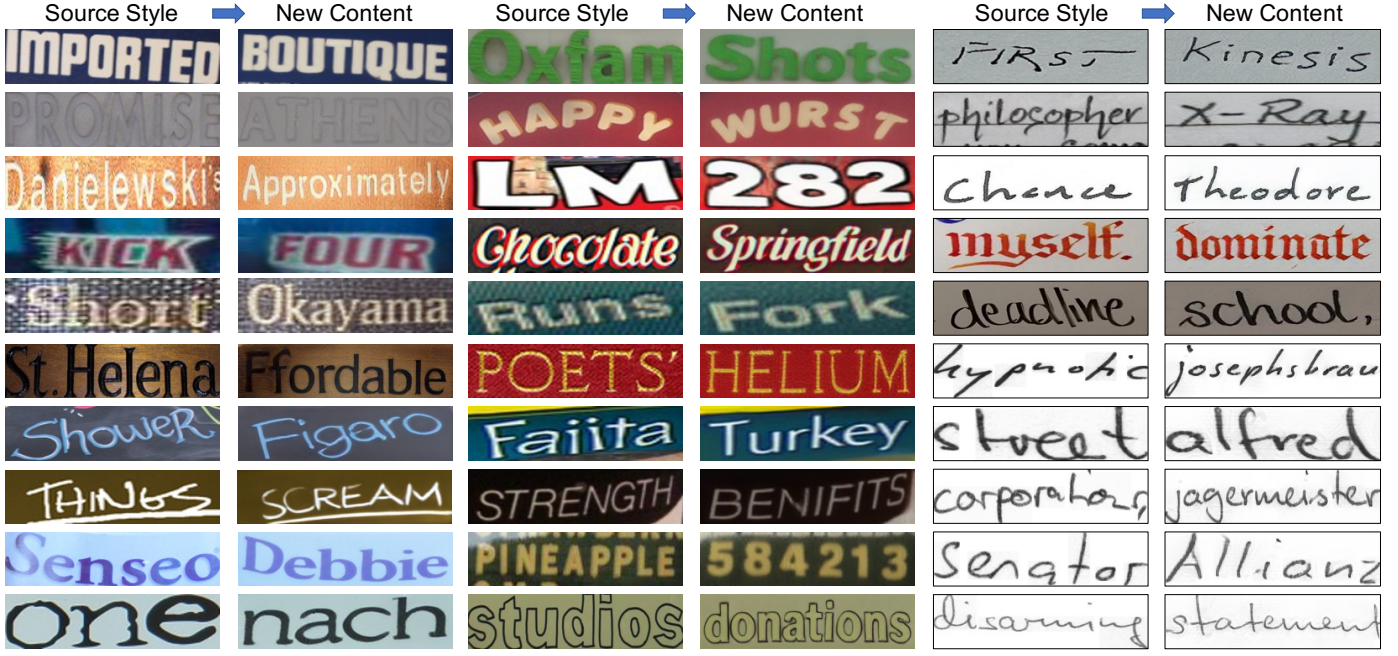 Source Style New Content Source Style New Content Source Style New Content
IMPORTED BOUTIQUE Oxfam Shots FIRST Kinesis
PROMISE ATHENS HAPPY WURST philosopher X-Ray
Danielewski's Approximately LM 282 Chance Theodore
KICK FOUR Chocolate Springfield myself. dominate
Short Okayama Runs Fork deadline school,
St.Helena Ffordable POETS' HELIUM hypnotic josephsbrau
Shower Figaro Fajita Turkey street alfred
THINGS SCREAM STRENGTH BENIFITS corporations, jagermeister
Senseo Debbie PINEAPPLE 584213 Senator Allianz
one nach studios donations disarming statement